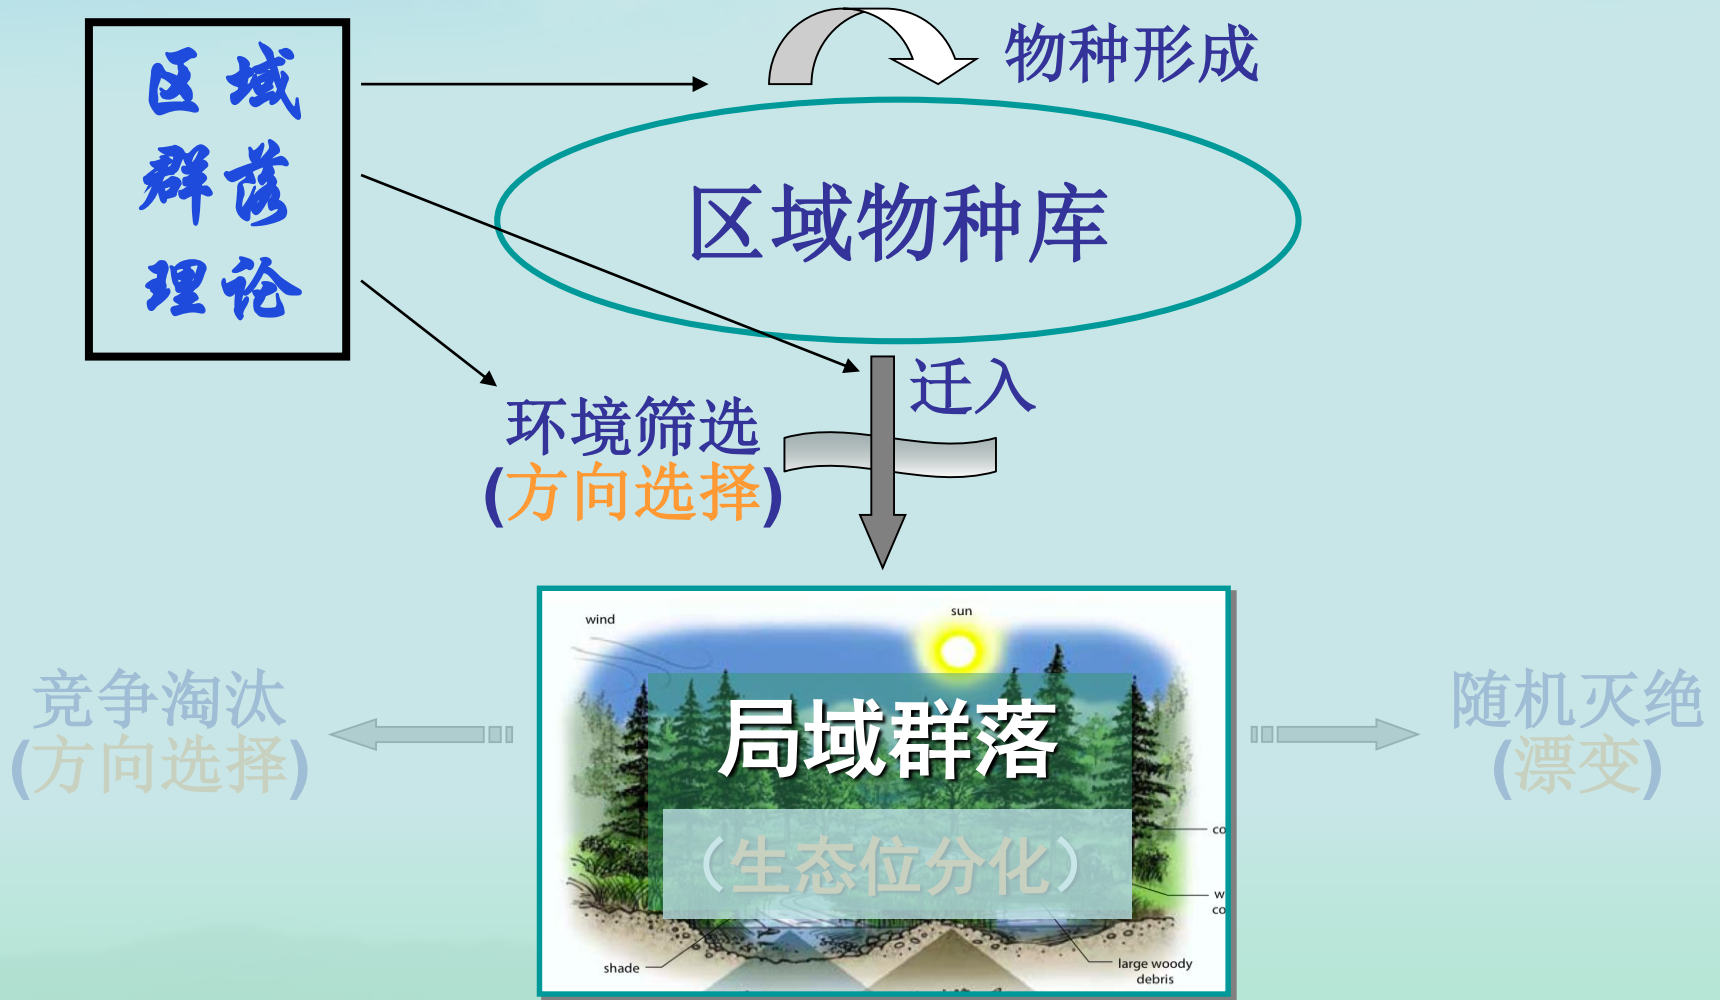 区域
群落
理论
物种形成
区域物种库
迁入
环境筛选
(方向选择)
wind
sun
竞争淘汰
(方向选择)
局域群落
(生态位分化)
随机灭绝
(漂变)
co
w
co
shade
large woody
debris